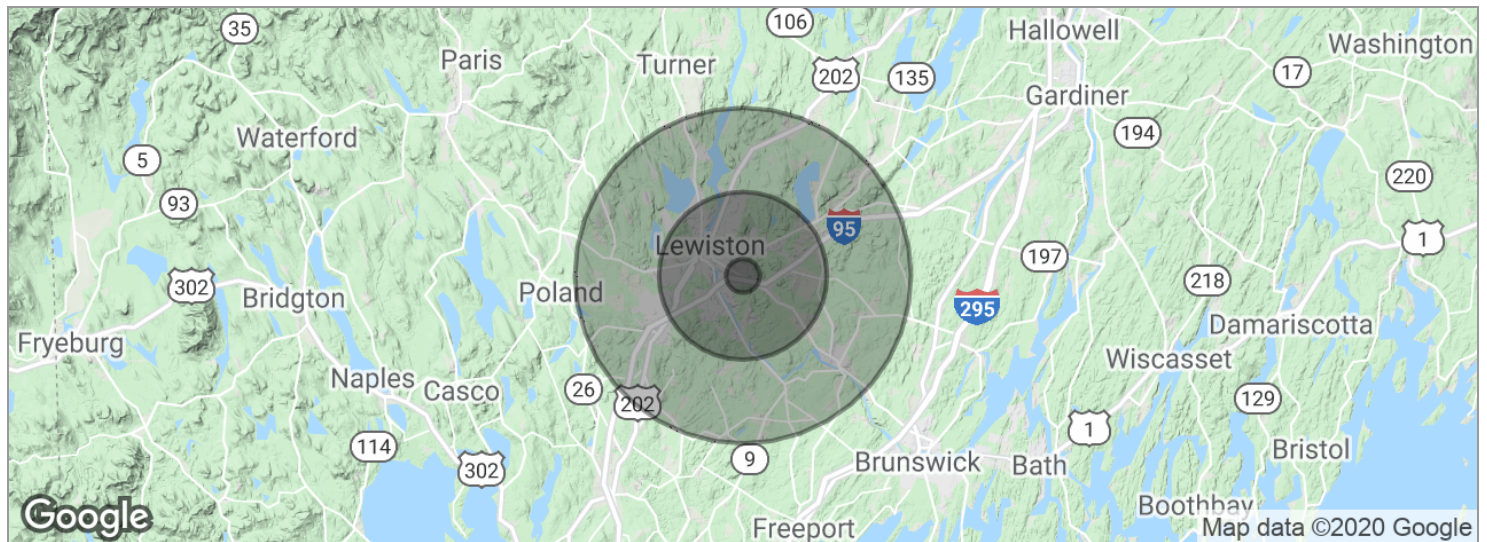 35
106
Hallowell
Washington
Paris
Turner
202
135
17
Gardiner
Waterford
194
5
220
93
95
1
Lewiston
197
302
Bridgton
Poland
218
295
Damariscotta
Fryeburg
Wiscasset
Naples
Casco
26
202
129
1
114
302
9
Brunswick
Bath
Bristol
Google
Freeport
Boothbay
Map data ©2020 Google